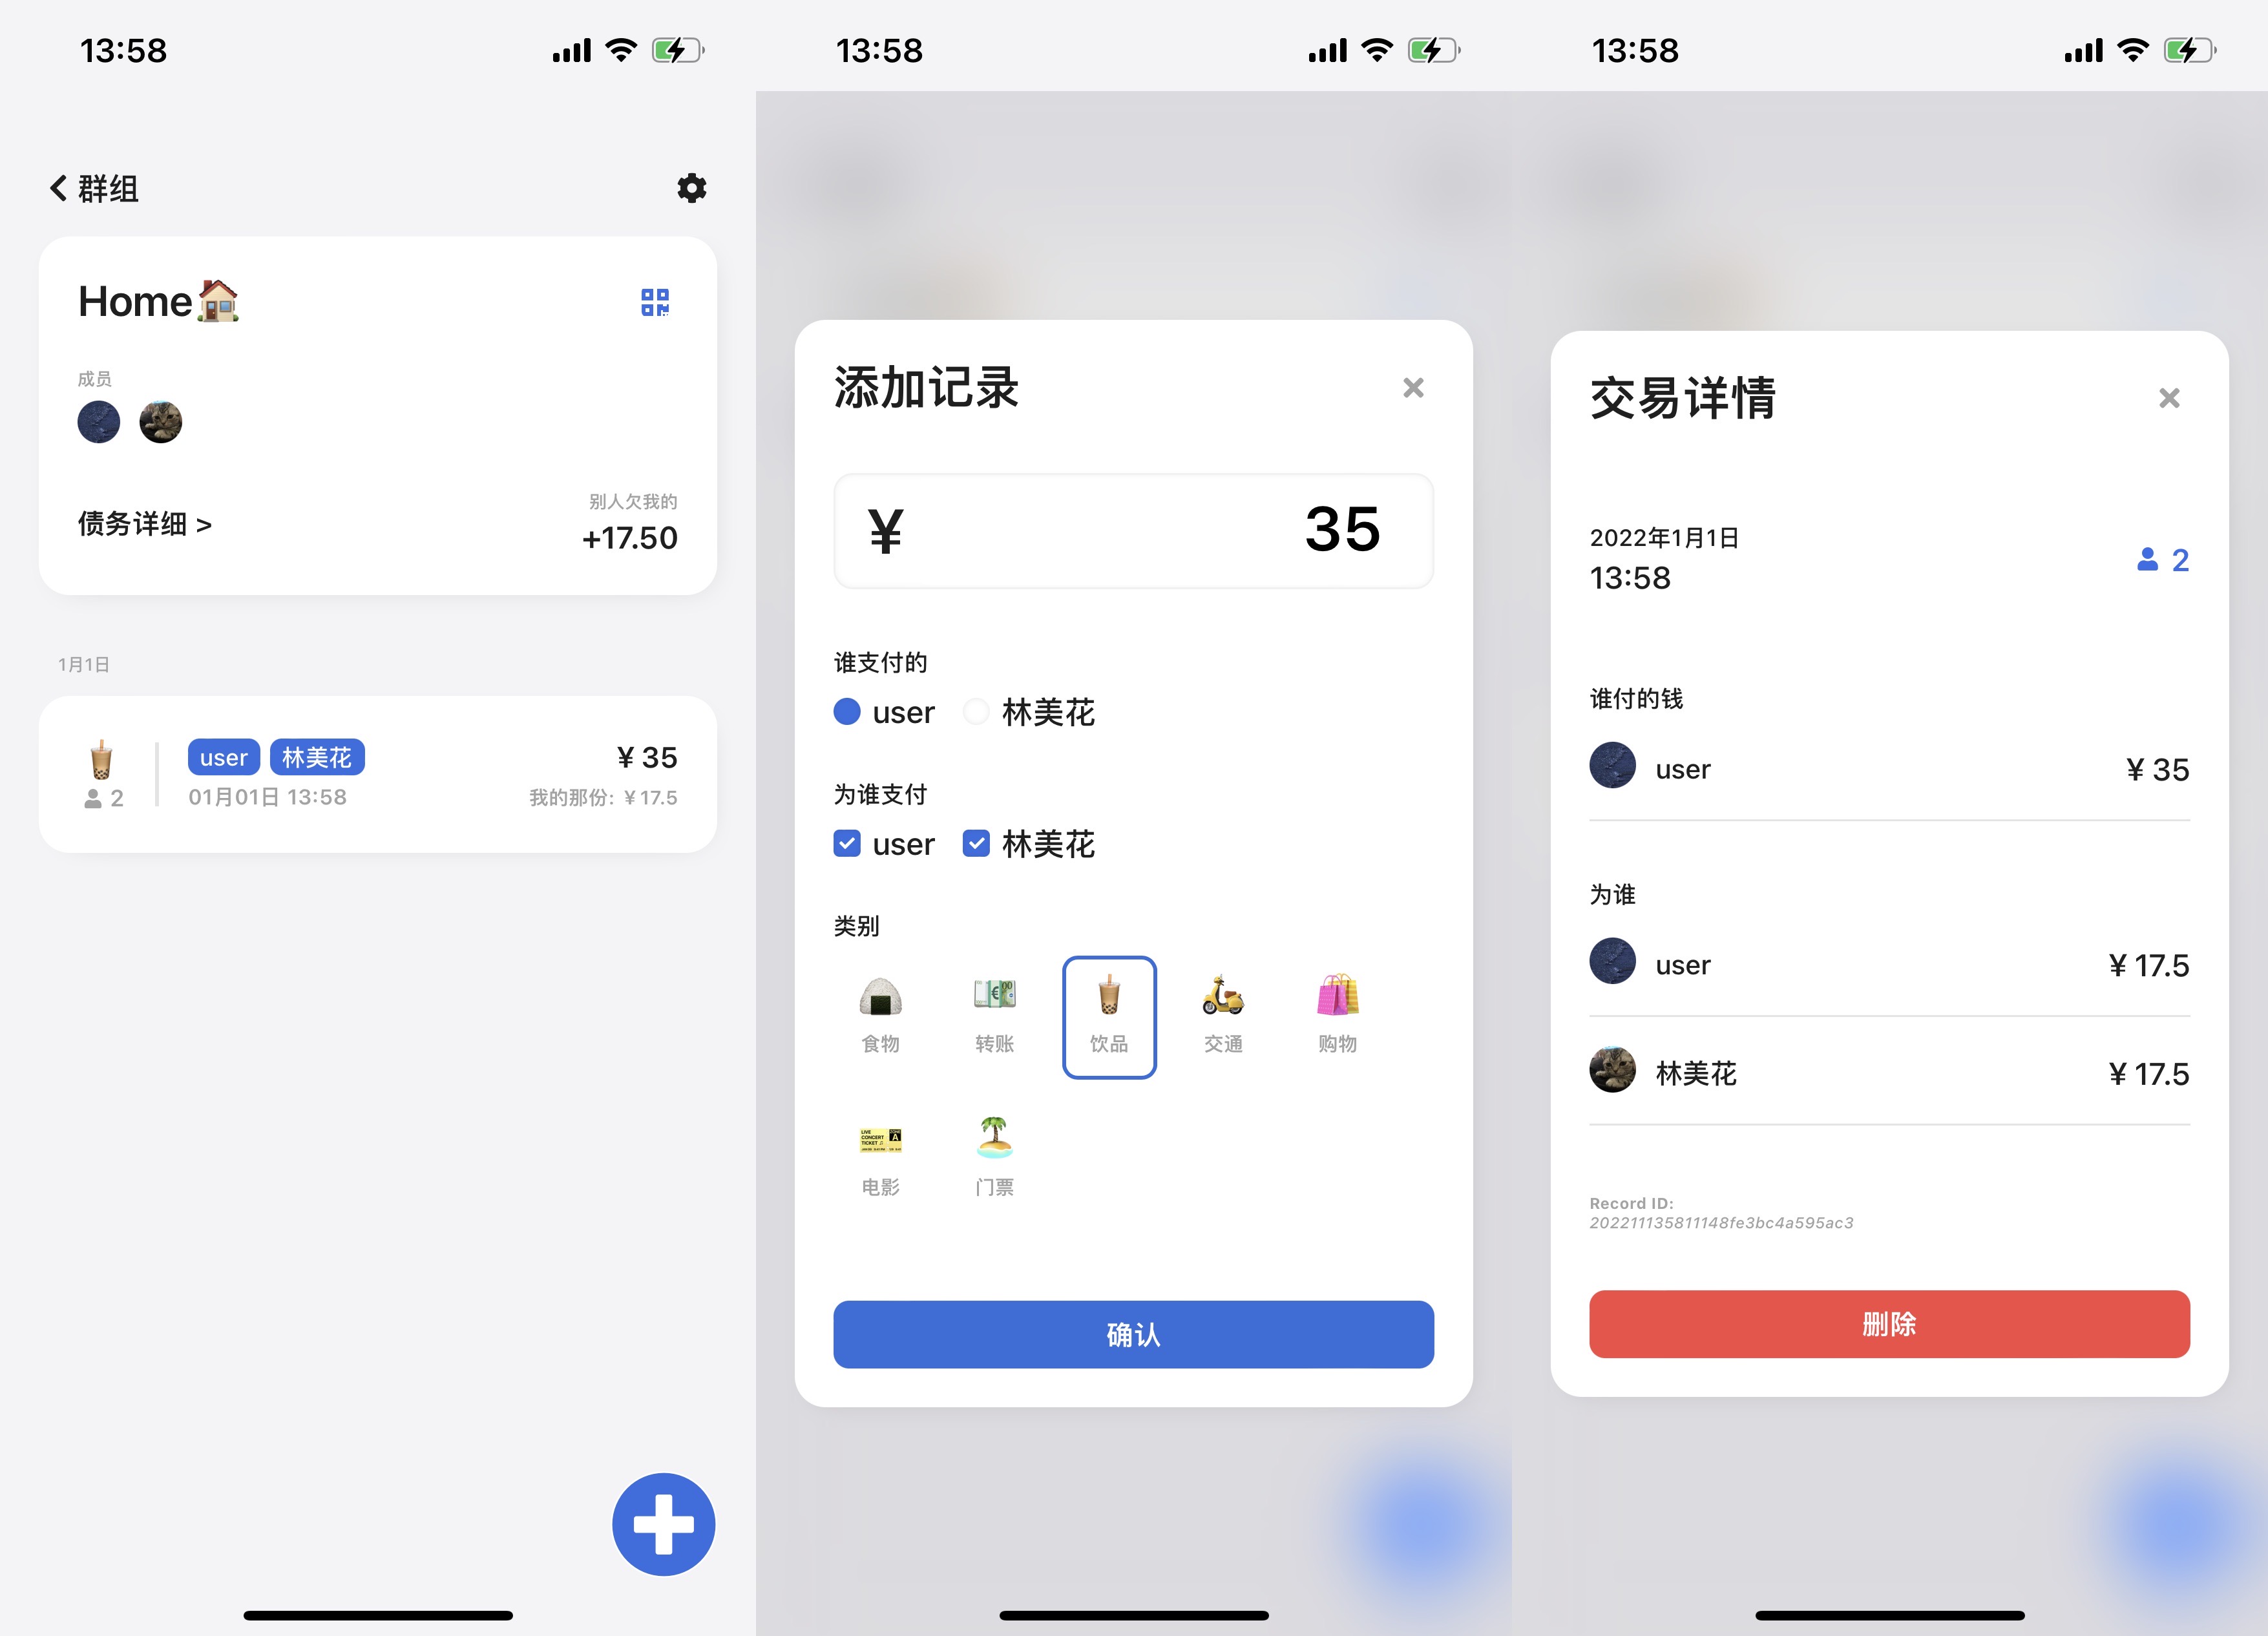 13:58
群组
Home
成员
债务详细 >
别人欠我的
+17.50
1月1日
user 林美花
¥ 35
2
01月01日 13:58
我的那份: ¥ 17.5
13:58
添加记录
¥ 35
谁支付的
user 林美花
为谁支付
user 林美花
类别
食物 转账 饮品 交通 购物
LIVE
CONCERT
TICKET
A
电影 门票
确认
13:58
交易详情
2022年1月1日
13:58
2
谁付的钱
user ¥ 35
为谁
user ¥ 17.5
林美花 ¥ 17.5
Record ID:
202211135811148fe3bc4a595ac3
删除